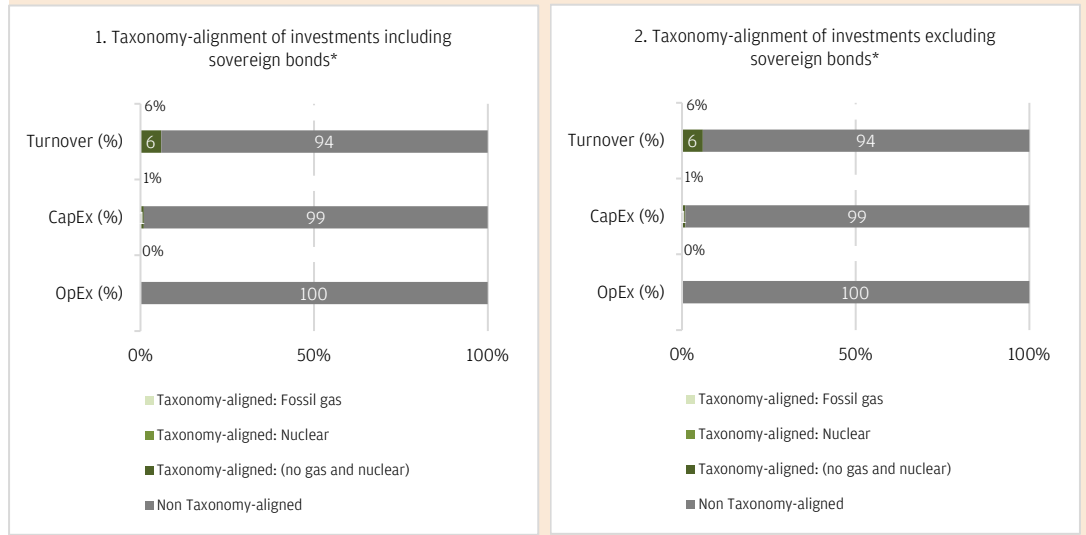 1. Taxonomy-alignment of investments including
sovereign bonds*
6%
Turnover (%)
6
94
1%
CapEx (%)
1
99
0%
OpEx (%)
100
0%
50%
100%
Taxonomy-aligned: Fossil gas
Taxonomy-aligned: Nuclear
Taxonomy-aligned: (no gas and nuclear)
Non Taxonomy-aligned
2. Taxonomy-alignment of investments excluding
sovereign bonds*
6%
Turnover (%)
6
94
1%
CapEx (%)
1
99
0%
OpEx (%)
100
0%
50%
100%
Taxonomy-aligned: Fossil gas
Taxonomy-aligned: Nuclear
Taxonomy-aligned: (no gas and nuclear)
Non Taxonomy-aligned